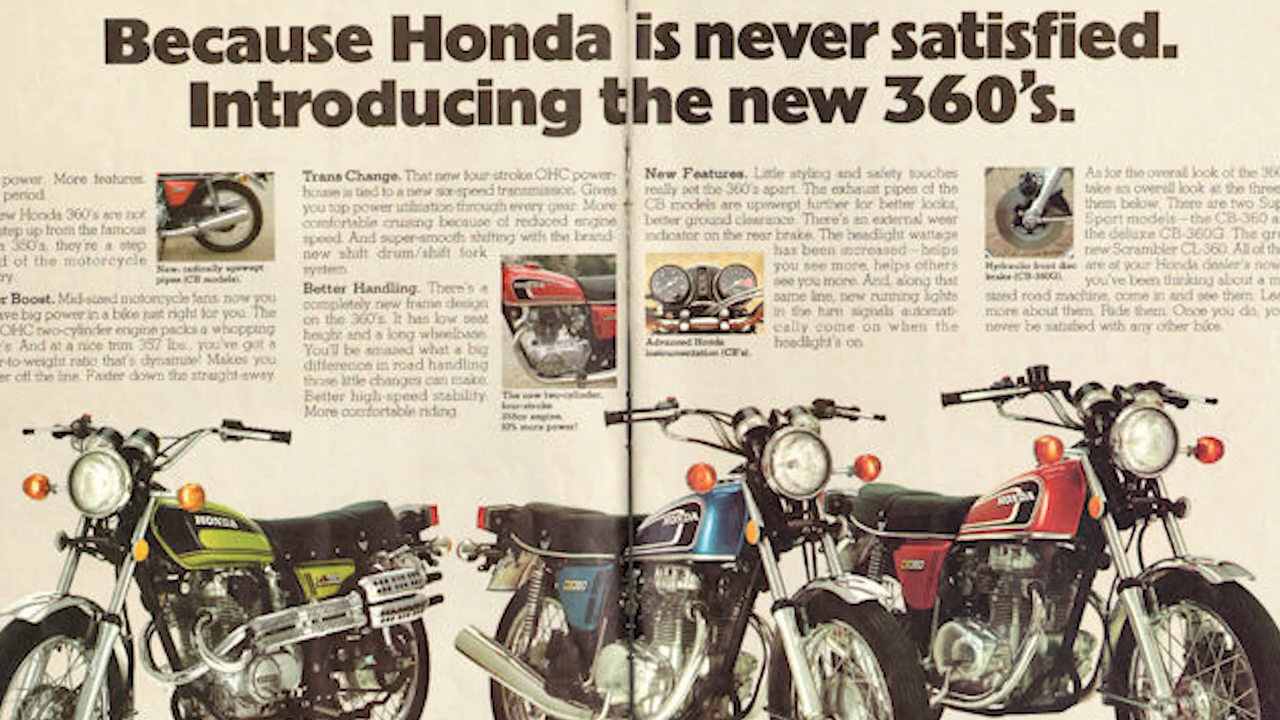 Because Honda is never satisfied.
Introducing the new 360's.
power. More features.
period.
ew Honda 360's are not
step up from the famous
350's, they're a step
d of the motorcycle
ry.
r Boost. Mid-sized motorcycle fans: now you
ave big power in a bike just right for you. The
OHC two-cylinder engine packs a whopping
And at a nice trim 357 lbs., you've got a
r-to-weight ratio that's dynamite! Makes you
er off the line. Faster down the straight-away.
New, radically upswept
pipes (CB models).
Trans Change. That new four-stroke OHC power-
house is tied to a new six-speed transmission. Gives
you top power utilization through every gear. More
comfortable cruising because of reduced engine
speed. And super-smooth shifting with the brand-
new shift drum/shift fork
system.
Better Handling. There's a
completely new frame design
on the 360's. It has low seat
height and a long wheelbase.
You'll be amazed what a big
difference in road handling
those little changes can make.
Better high-speed stability.
More comfortable riding.
The new two-cylinder,
four-stroke
engine.
more power!
New Features. Little styling and safety touches
really set the 360's apart. The exhaust pipes of the
CB models are upswept further for better looks,
better ground clearance. There's an external wear
indicator on the rear brake. The headlight wattage
has been increased—helps
you see more, helps others
see you more. And, along that
same line, new running lights
in the turn signals automati-
cally come on when the
headlight's on.
Advanced Honda
instrumentation (CB's).
Hydraulic front disc
brake (CB-360G).
As for the overall look of the 36
take an overall look at the three
them below. There are two Sup
Sport models—the CB-360 a
the deluxe CB-360G. The gr
new Scrambler CL-360. All of th
are at your Honda dealer's now
you've been thinking about a m
sized road machine, come in and see them. Lea
more about them. Ride them. Once you do, yo
never be satisfied with any other bike.
HONDA
HONDA
HONDA